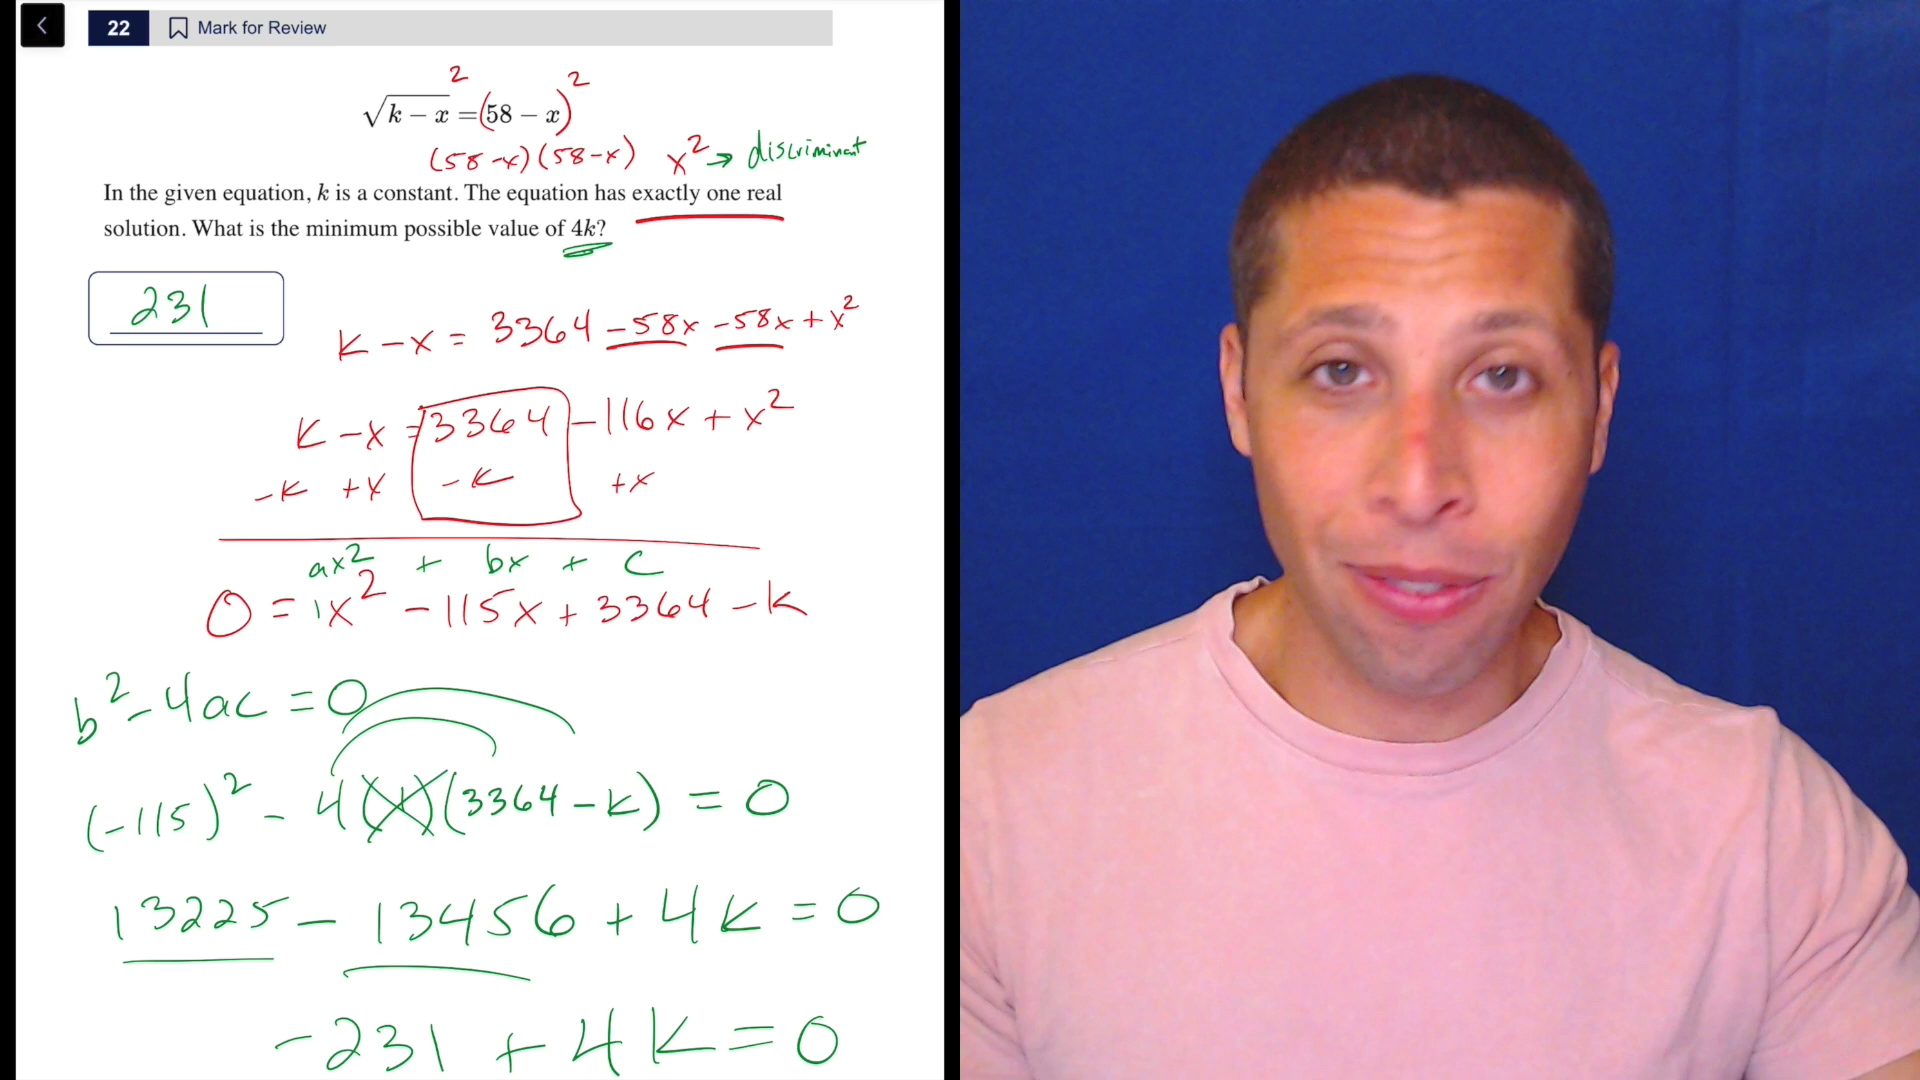 22 Mark for Review
√k − x² = (58 − x)²
(58-x)(58-x) x² → discriminant
In the given equation, k is a constant. The equation has exactly one real
solution. What is the minimum possible value of 4k?
231
k - x = 3364 - 58x - 58x + x²
k - x = 3364 - 116x + x²
-k +x -k +x
ax² + bx + c
0 = 1x² - 115x + 3364 - k
b² - 4ac = 0
(-115)² - 4(1)(3364 - k) = 0
13225 - 13456 + 4k = 0
-231 + 4k = 0